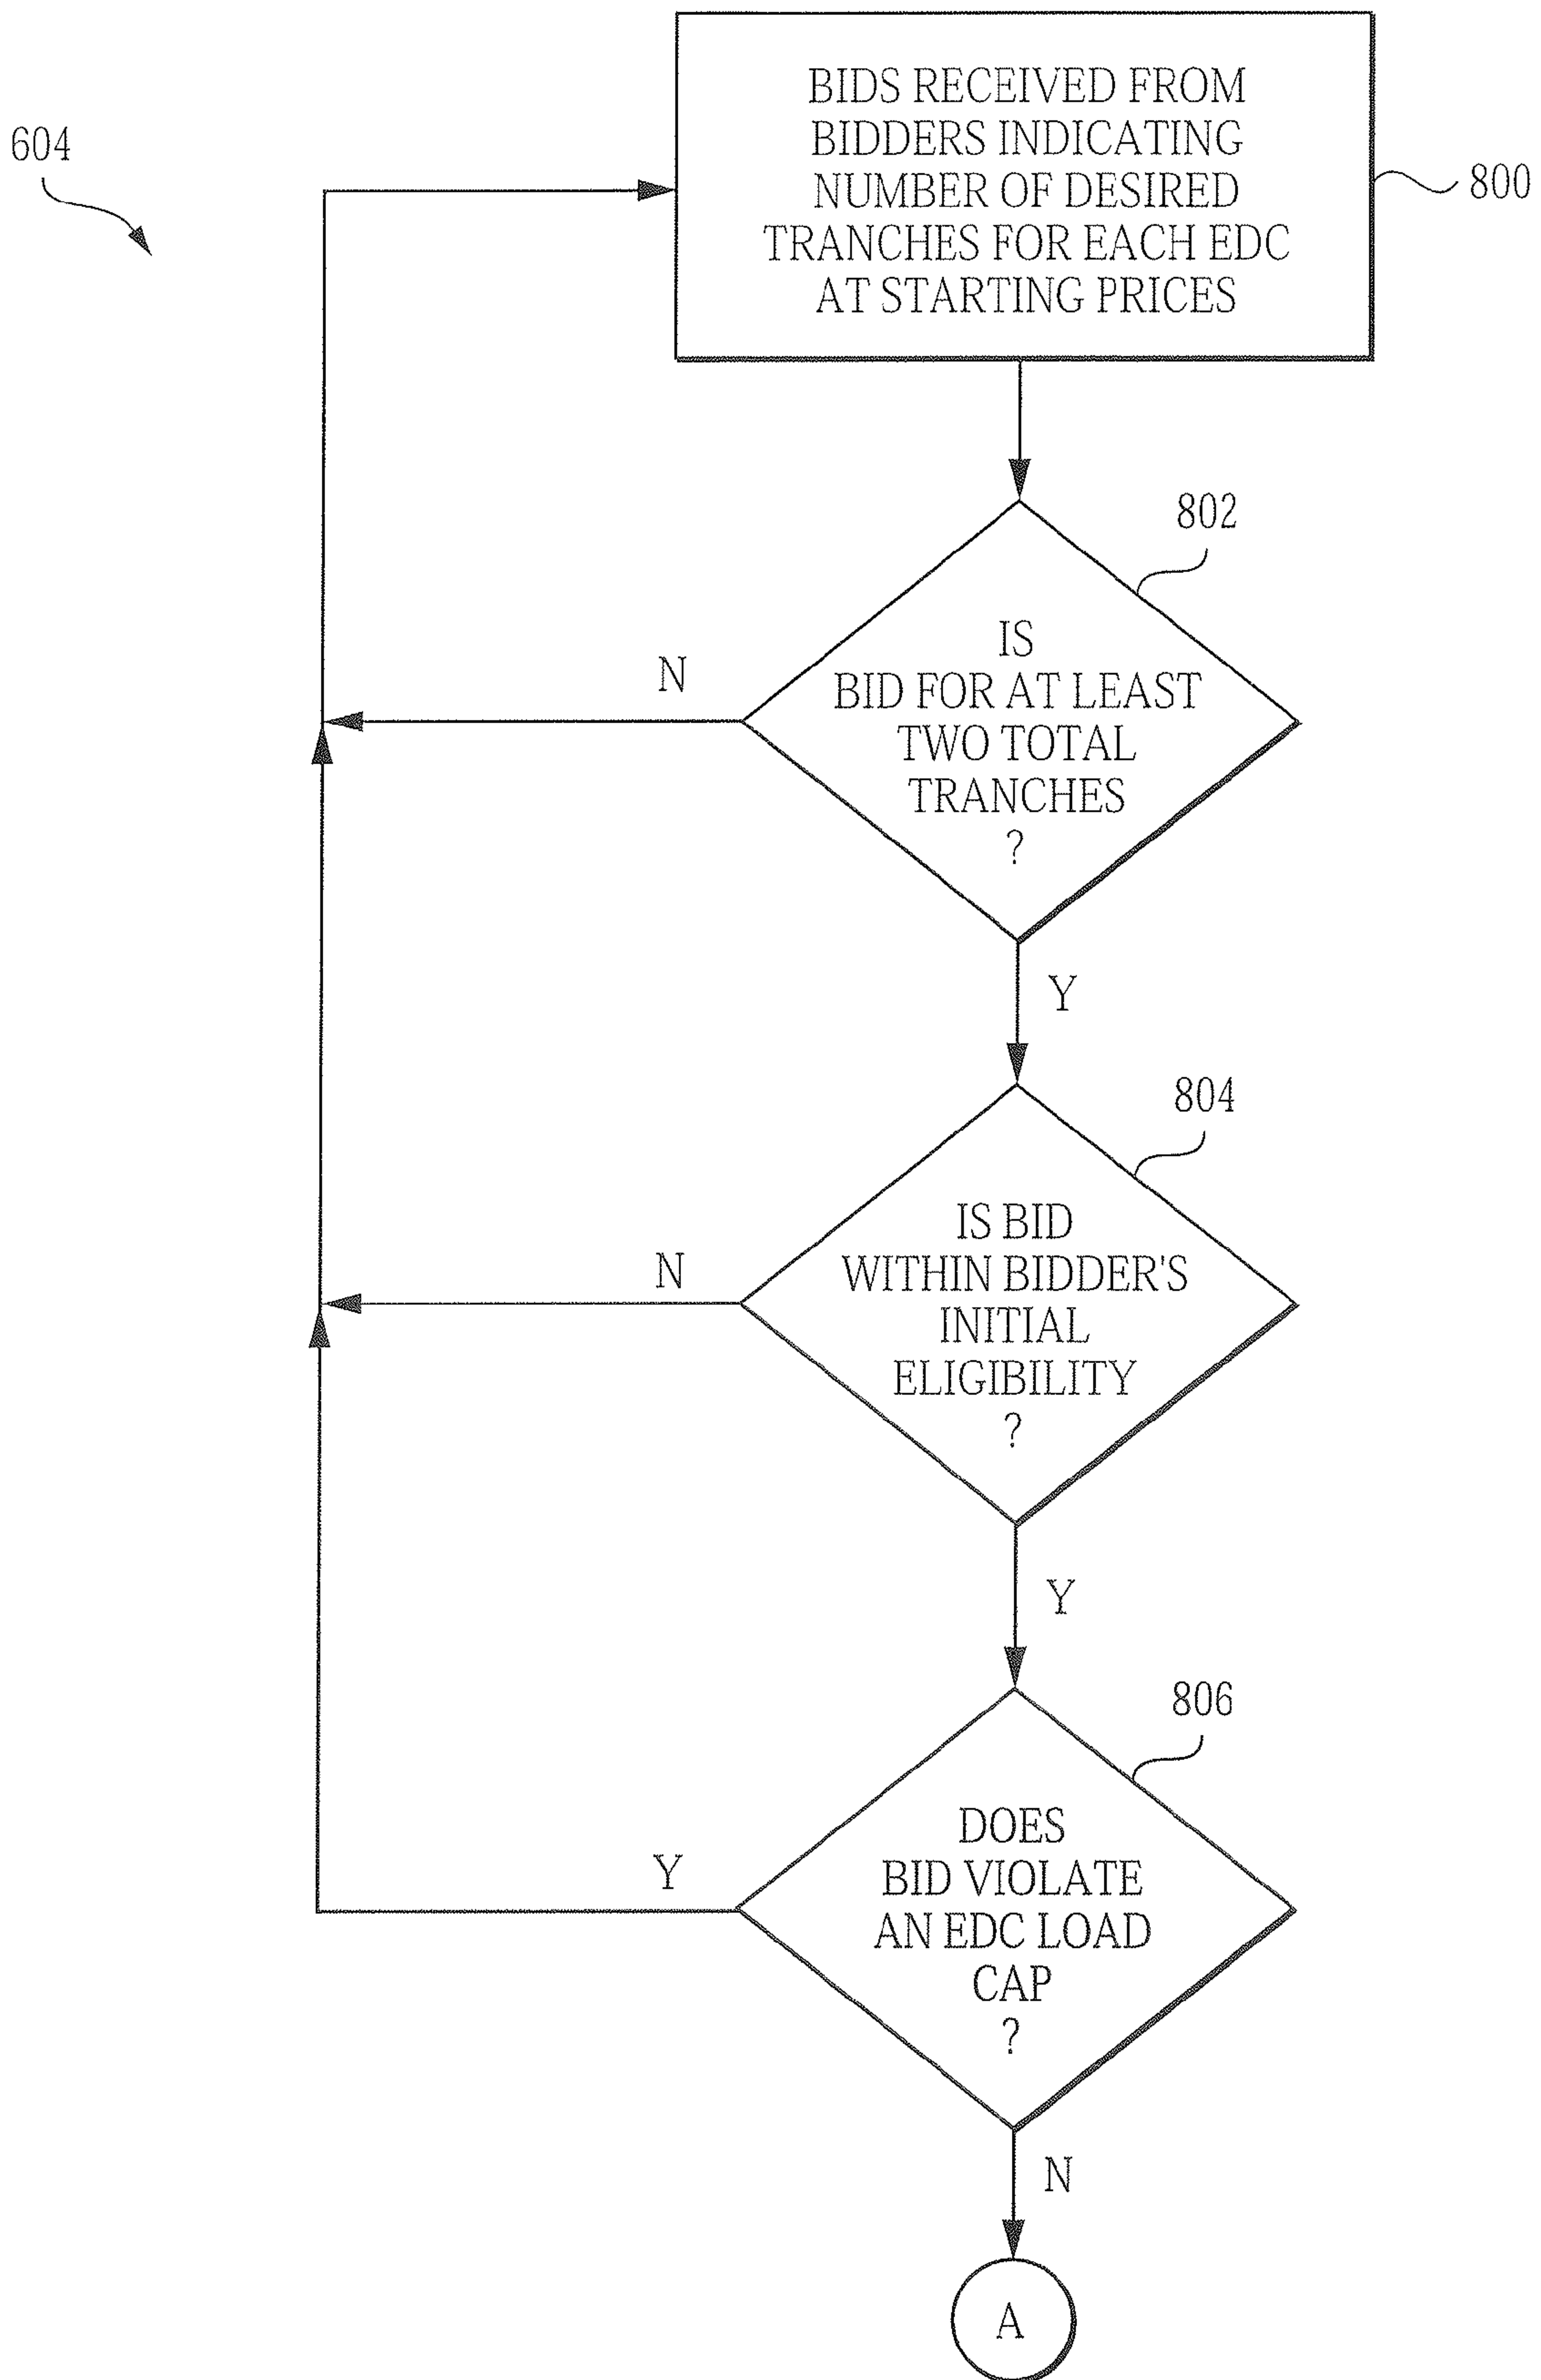 604
BIDS RECEIVED FROM
BIDDERS INDICATING
NUMBER OF DESIRED
TRANCHES FOR EACH EDC
AT STARTING PRICES
800
802
IS
BID FOR AT LEAST
TWO TOTAL
TRANCHES
?
N
Y
804
IS BID
WITHIN BIDDER'S
INITIAL
ELIGIBILITY
?
N
Y
806
DOES
BID VIOLATE
AN EDC LOAD
CAP
?
Y
N
A